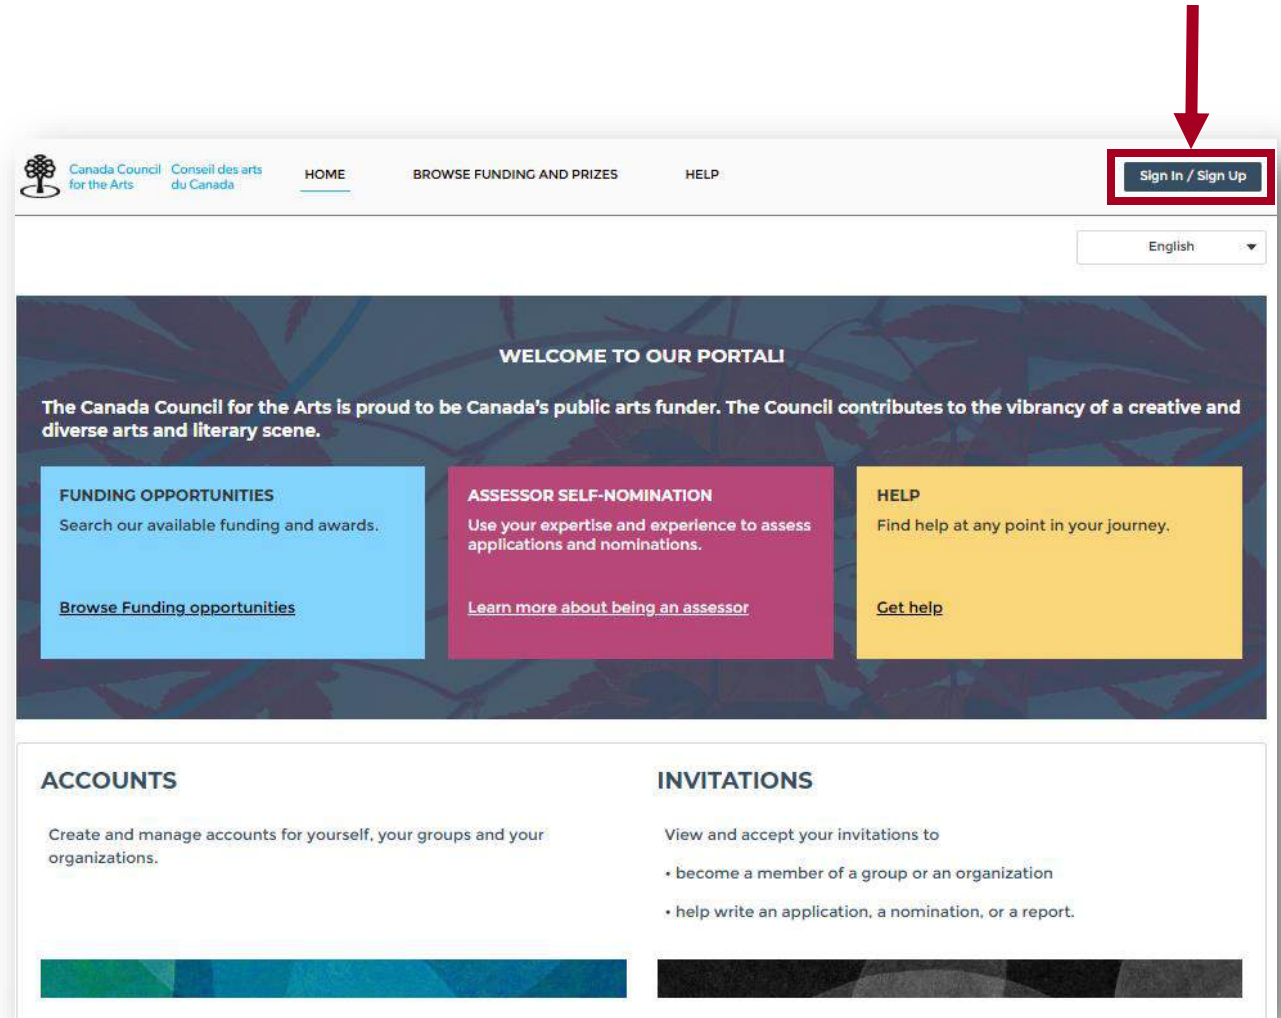 Canada Council Conseil des arts
for the Arts du Canada
HOME
BROWSE FUNDING AND PRIZES
HELP
Sign In / Sign Up
English
WELCOME TO OUR PORTAL!
The Canada Council for the Arts is proud to be Canada's public arts funder. The Council contributes to the vibrancy of a creative and
diverse arts and literary scene.
FUNDING OPPORTUNITIES
Search our available funding and awards.
Browse Funding opportunities
ASSESSOR SELF-NOMINATION
Use your expertise and experience to assess
applications and nominations.
Learn more about being an assessor
HELP
Find help at any point in your journey.
Get help
ACCOUNTS
Create and manage accounts for yourself, your groups and your
organizations.
INVITATIONS
View and accept your invitations to
• become a member of a group or an organization
• help write an application, a nomination, or a report.